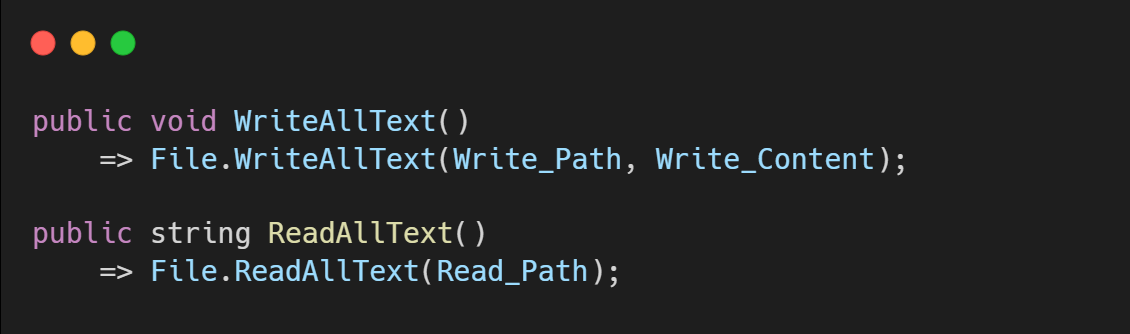 public void WriteAllText()
    => File.WriteAllText(Write_Path, Write_Content);

public string ReadAllText()
    => File.ReadAllText(Read_Path);